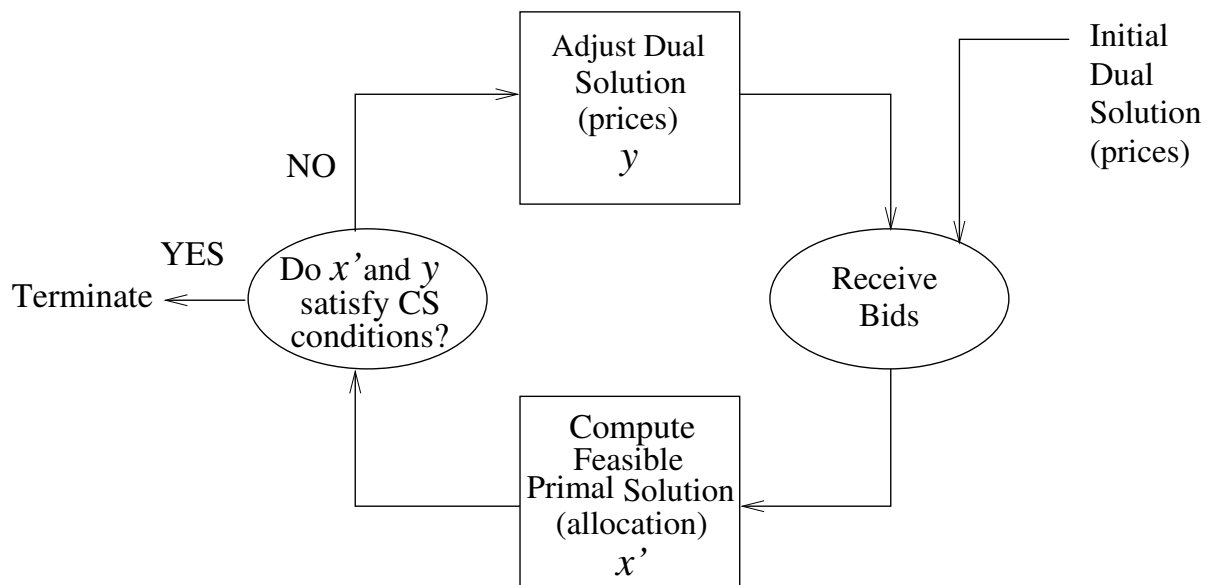 Adjust Dual
Solution
(prices)
y
Initial
Dual
Solution
(prices)
NO
YES
Terminate
Do x’ and y
satisfy CS
conditions?
Receive
Bids
Compute
Feasible
Primal Solution
(allocation)
x’